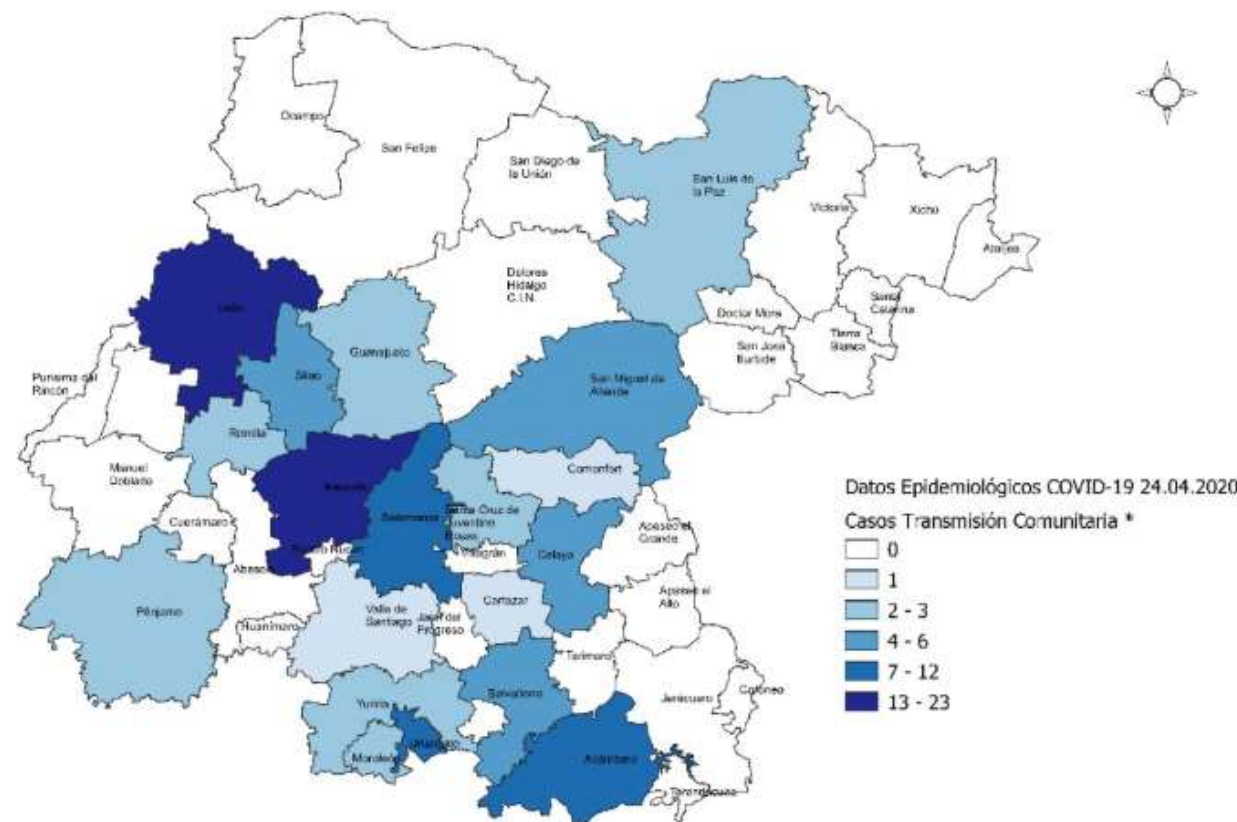 Ocampo
San Felipe
San Diego de
la Unión
San Luis de
la Paz
Victoria
Xichú
Atarjea
León
Dolores
Hidalgo
C.I.N.
Doctor Mora
Santa
Catarina
Tierra
Blanca
San José
Iturbide
Guanajuato
Silao
Purísima del
Rincón
San Miguel de
Allende
Romita
Manuel
Doblado
Comonfort
Irapuato
Salamanca
Santa Cruz de
Juventino
Rosas
Villagrán
Cuerámaro
Apaseo el
Grande
Celaya
Abasolo
Pénjamo
Apaseo el
Alto
Valle de
Santiago
Jaral del
Progreso
Cortazar
Huanímaro
Tarimoro
Jerécuaro
Coroneo
Salvatierra
Yuriria
Uriangato
Moroleón
Acámbaro
Tarandacuao
Datos Epidemiológicos COVID-19 24.04.2020
Casos Transmisión Comunitaria *
0
1
2 - 3
4 - 6
7 - 12
13 - 23